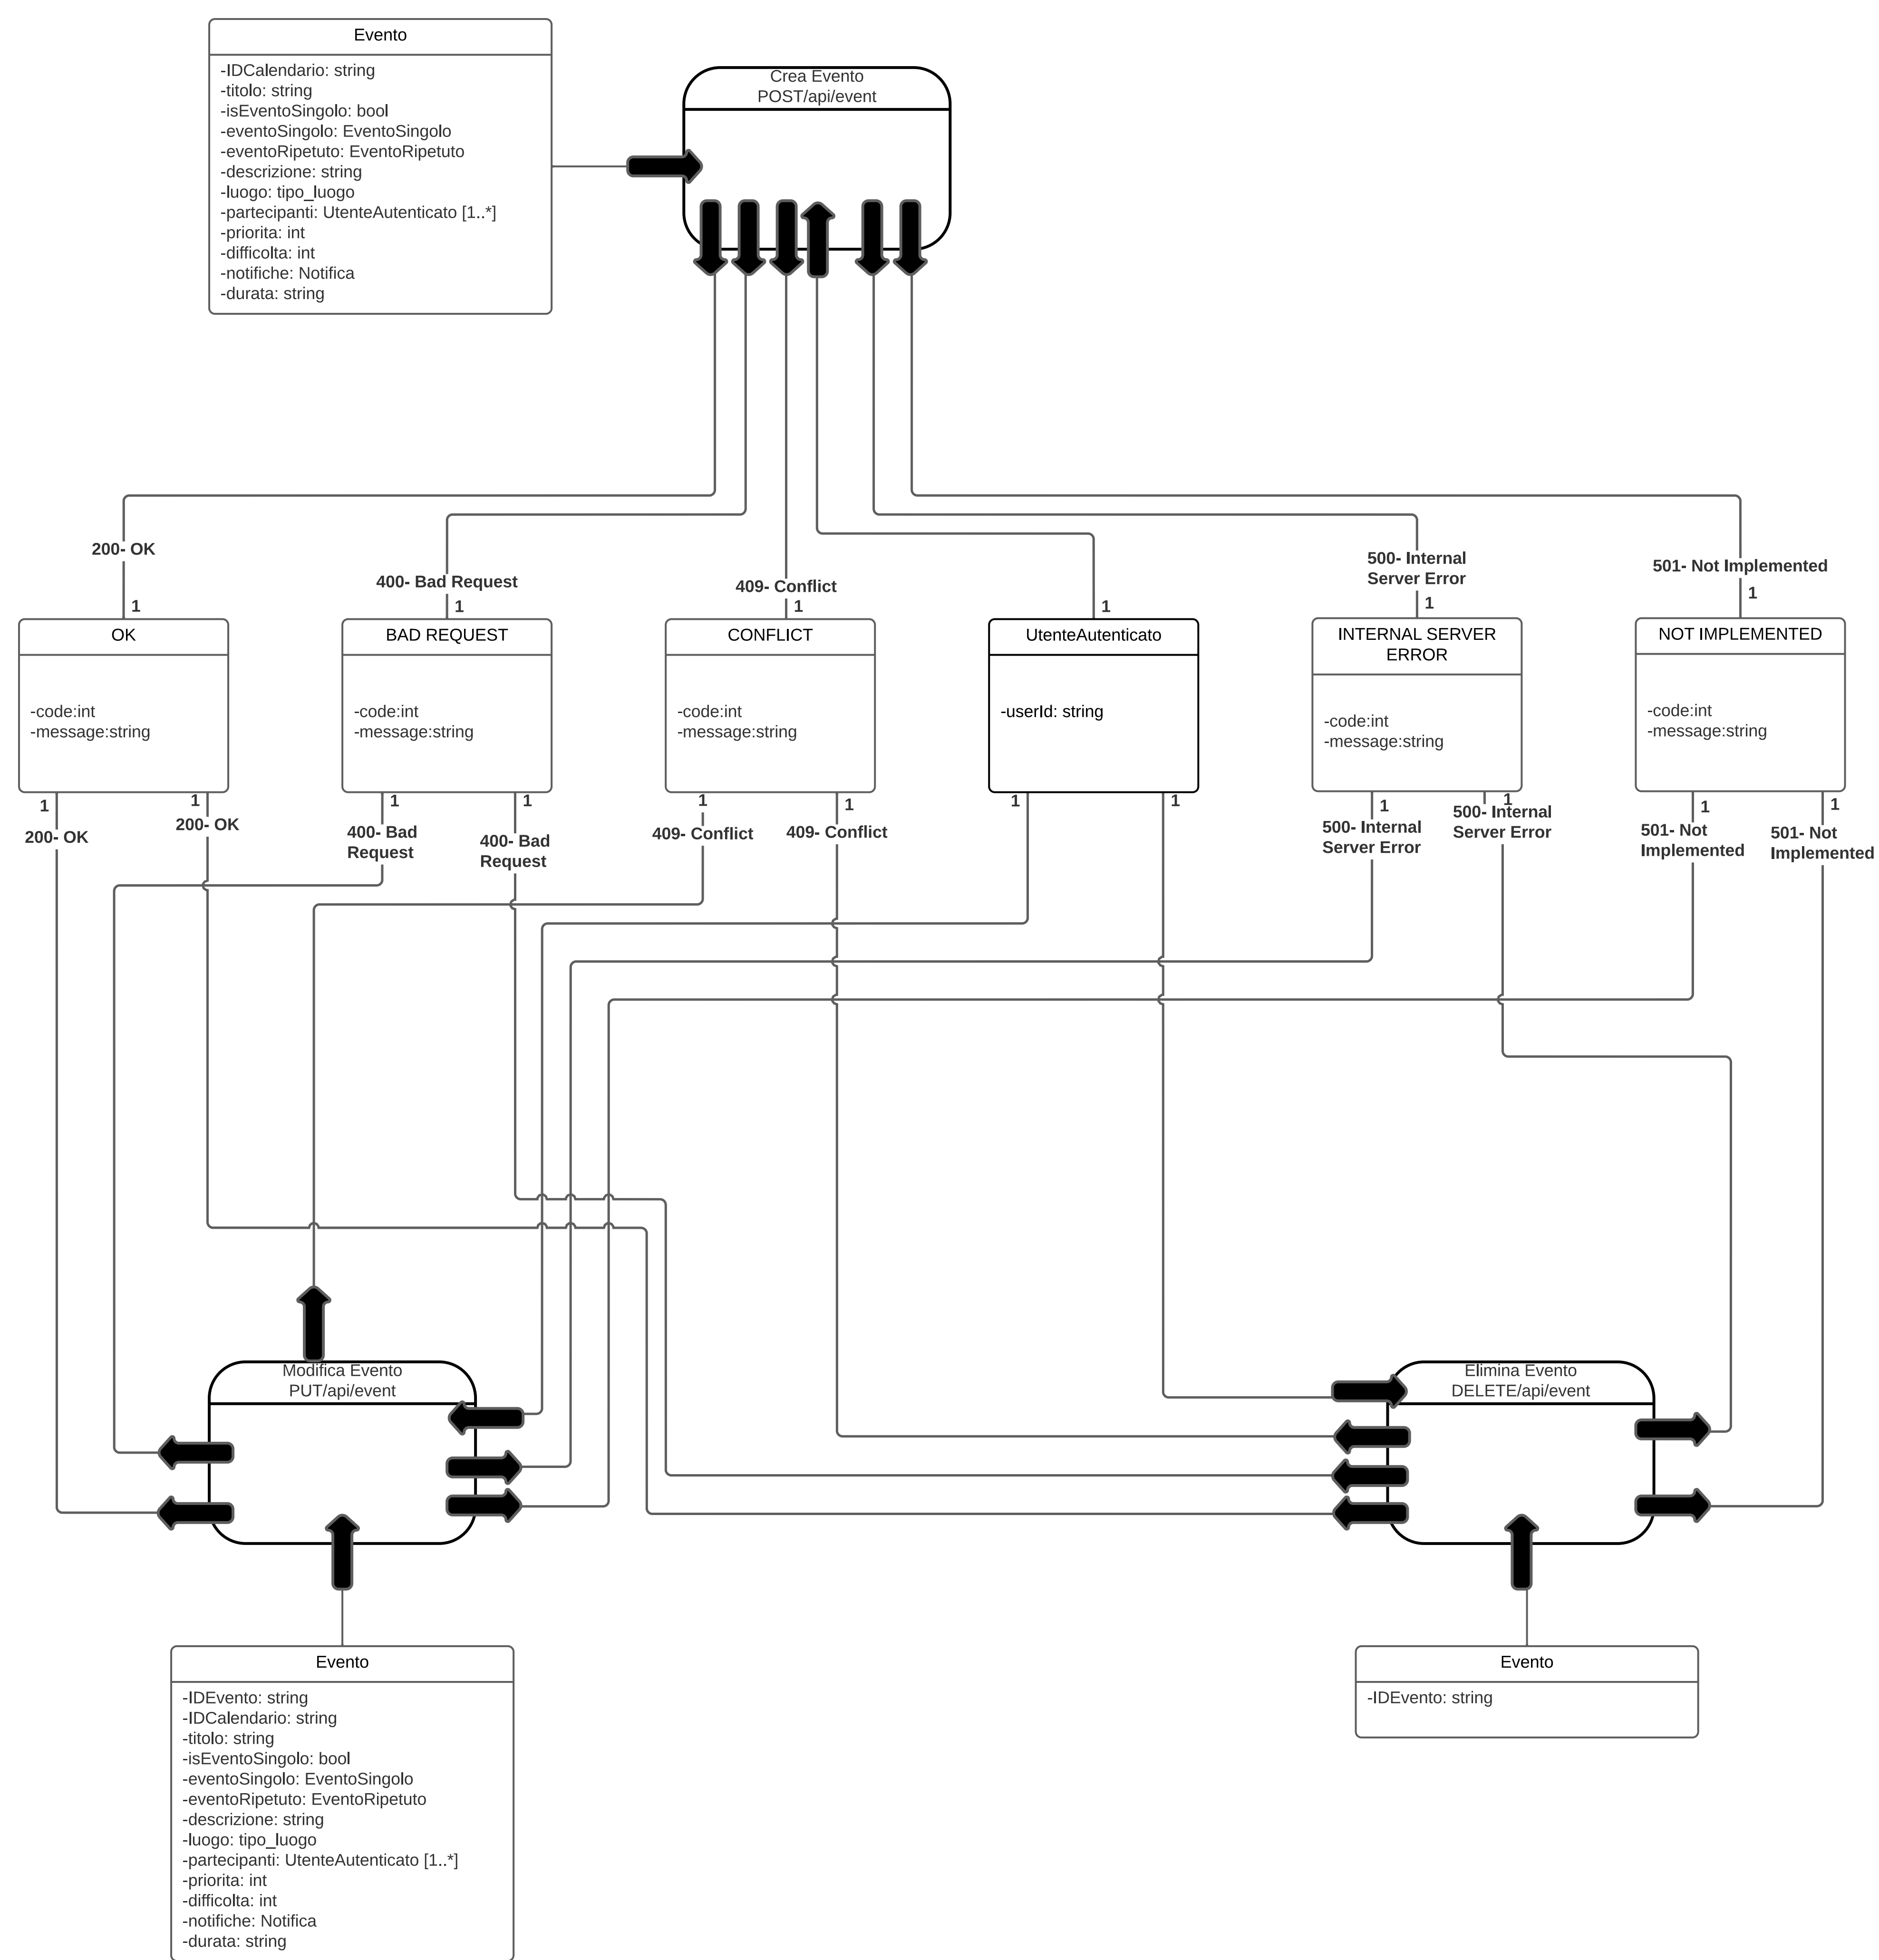 Evento
-IDCalendario: string
-titolo: string
-isEventoSingolo: bool
-eventoSingolo: EventoSingolo
-eventoRipetuto: EventoRipetuto
-descrizione: string
-luogo: tipo_luogo
-partecipanti: UtenteAutenticato [1..*]
-priorita: int
-difficolta: int
-notifiche: Notifica
-durata: string
Crea Evento
POST/api/event
200- OK
400- Bad Request
409- Conflict
500- Internal
Server Error
501- Not Implemented
1
1
1
1
1
1
OK
-code:int
-message:string
BAD REQUEST
-code:int
-message:string
CONFLICT
-code:int
-message:string
UtenteAutenticato
-userId: string
INTERNAL SERVER
ERROR
-code:int
-message:string
NOT IMPLEMENTED
-code:int
-message:string
1
200- OK
1
200- OK
1
400- Bad
Request
1
400- Bad
Request
1
409- Conflict
1
409- Conflict
1
1
1
500- Internal
Server Error
1
500- Internal
Server Error
1
501- Not
Implemented
1
501- Not
Implemented
Modifica Evento
PUT/api/event
Elimina Evento
DELETE/api/event
Evento
-IDEvento: string
-IDCalendario: string
-titolo: string
-isEventoSingolo: bool
-eventoSingolo: EventoSingolo
-eventoRipetuto: EventoRipetuto
-descrizione: string
-luogo: tipo_luogo
-partecipanti: UtenteAutenticato [1..*]
-priorita: int
-difficolta: int
-notifiche: Notifica
-durata: string
Evento
-IDEvento: string